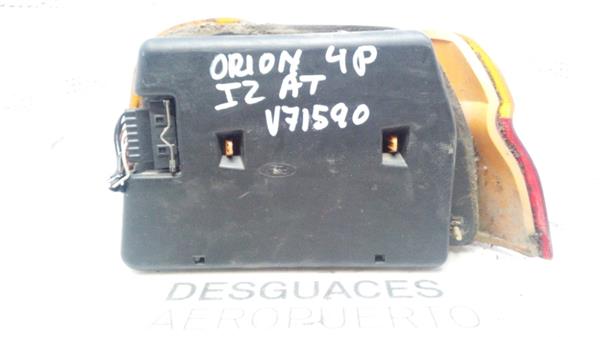 ORION 4P
IZ AT
V71590
DESGUACES
AEROPUERTO